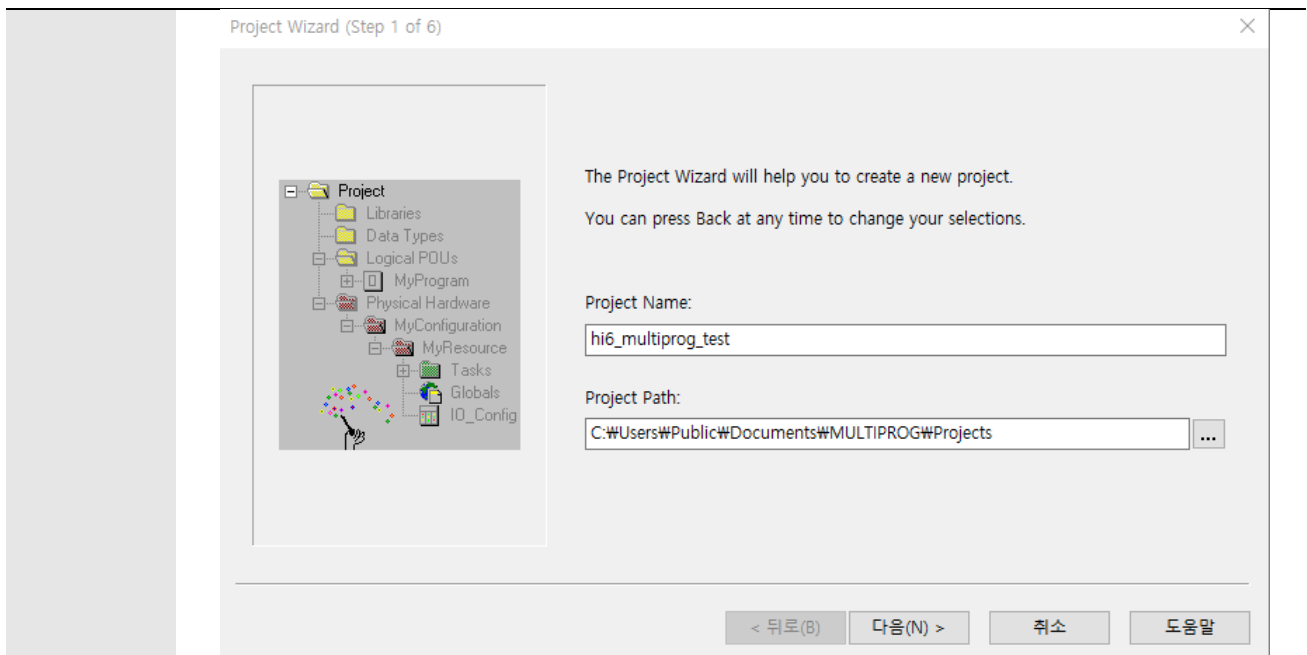 Project Wizard (Step 1 of 6)
Project
Libraries
Data Types
Logical POUs
MyProgram
Physical Hardware
MyConfiguration
MyResource
Tasks
Globals
IO_Config
The Project Wizard will help you to create a new project.
You can press Back at any time to change your selections.
Project Name:
hi6_multiprog_test
Project Path:
C:₩Users₩Public₩Documents₩MULTIPROG₩Projects
...
< 뒤로(B) 다음(N) > 취소 도움말